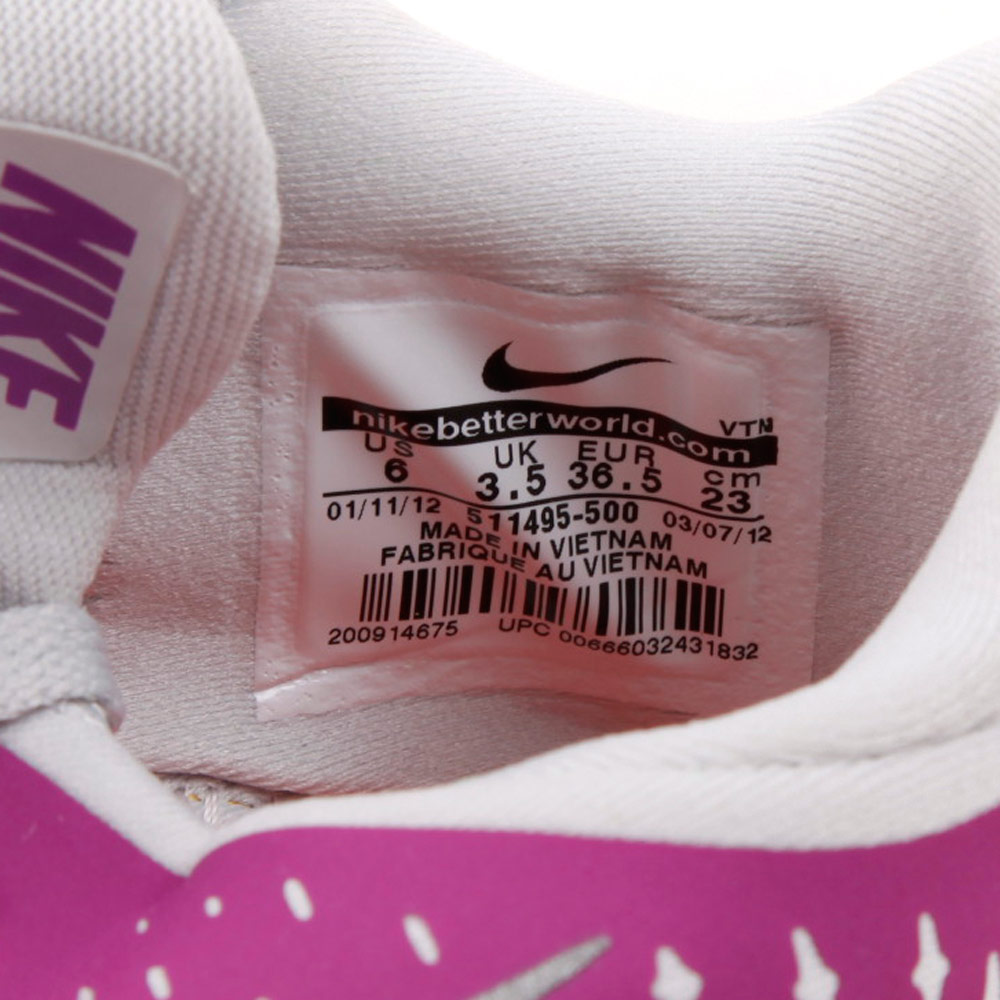 NIKE
nikebetterworld.com VTN
US UK EUR cm
6 3.5 36.5 23
01/11/12 511495-500 03/07/12
MADE IN VIETNAM
FABRIQUE AU VIETNAM
200914675 UPC 00666032431832